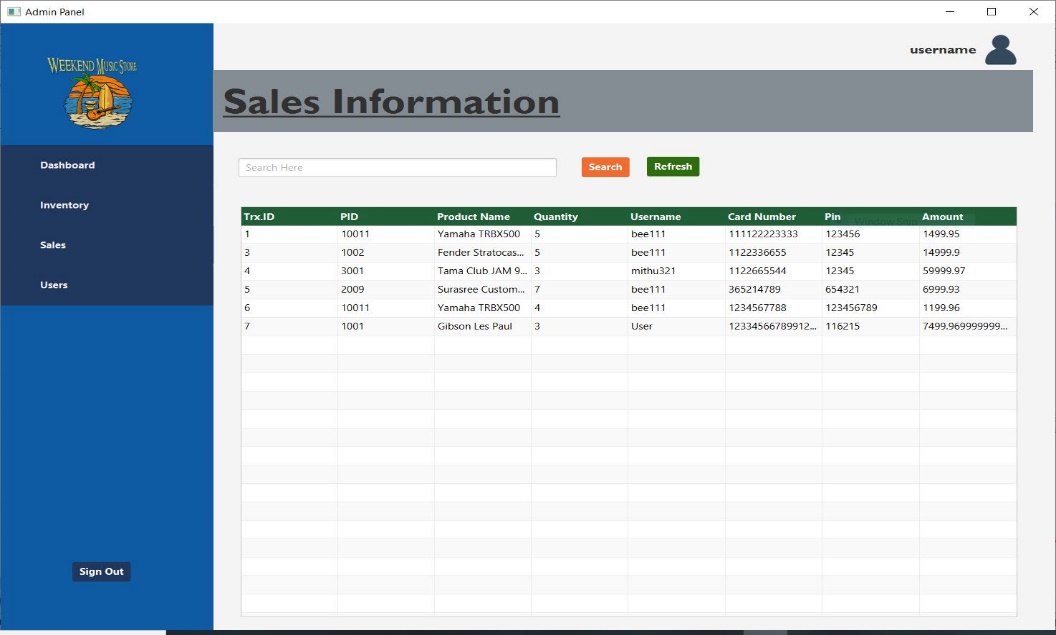 Admin Panel
username
WEEKEND MUSIC STORE
Sales Information
Dashboard
Inventory
Sales
Users
Sign Out
Search Here
Search
Refresh
Trx.ID PID Product Name Quantity Username Card Number Pin Amount
1 10011 Yamaha TRBX500 5 bee111 111122223333 123456 1499.95
3 1002 Fender Stratocas... 5 bee111 1122336655 12345 14999.9
4 3001 Tama Club JAM 9... 3 mithu321 1122665544 12345 59999.97
5 2009 Surasree Custom... 7 bee111 365214789 654321 6999.93
6 10011 Yamaha TRBX500 4 bee111 1234567788 123456789 1199.96
7 1001 Gibson Les Paul 3 User 12334566789912... 116215 7499.969999999...